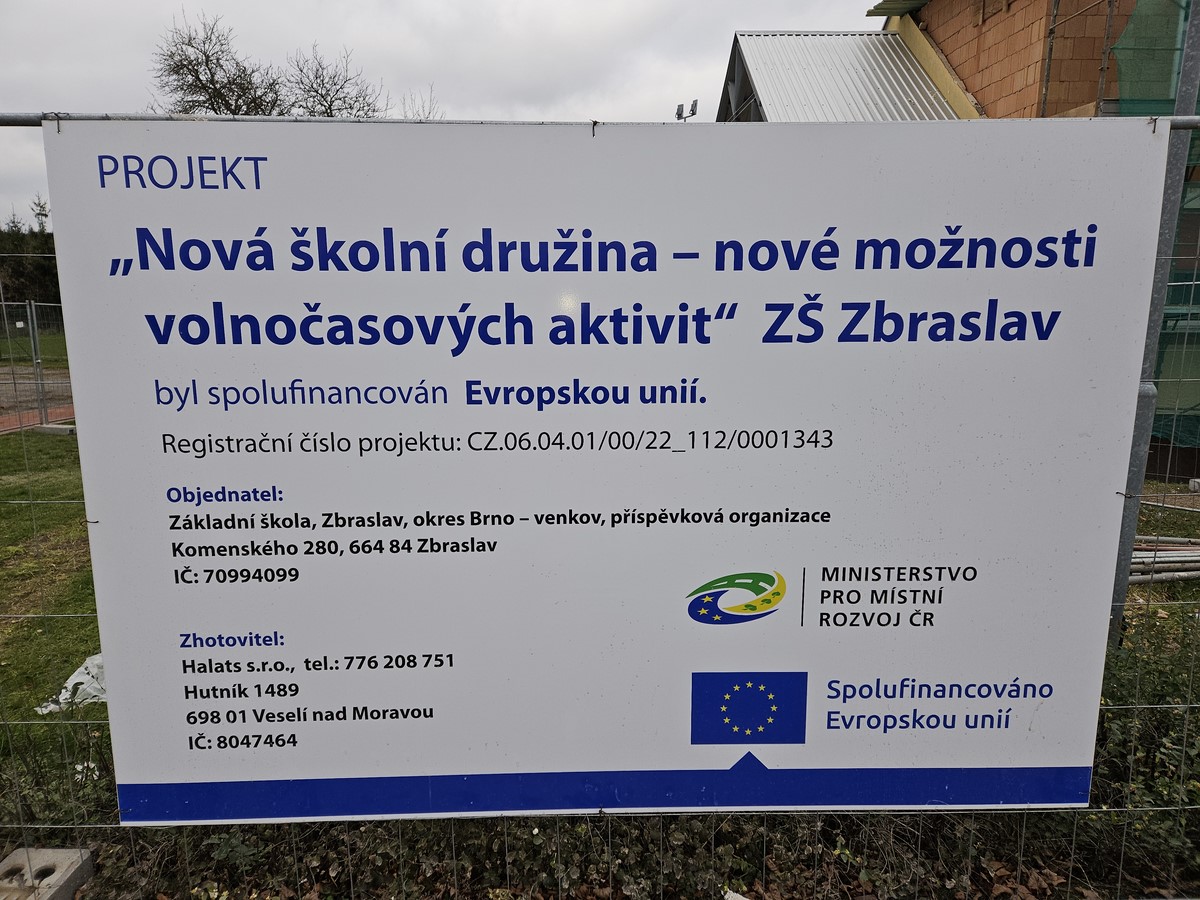 PROJEKT
„Nová školní družina – nové možnosti
volnočasových aktivit“ ZŠ Zbraslav
byl spolufinancován Evropskou unií.
Registrační číslo projektu: CZ.06.04.01/00/22_112/0001343
Objednatel:
Základní škola, Zbraslav, okres Brno – venkov, příspěvková organizace
Komenského 280, 664 84 Zbraslav
IČ: 70994099
Zhotovitel:
Halats s.r.o., tel.: 776 208 751
Hutník 1489
698 01 Veselí nad Moravou
IČ: 8047464
MINISTERSTVO
PRO MÍSTNÍ
ROZVOJ ČR
Spolufinancováno
Evropskou unií